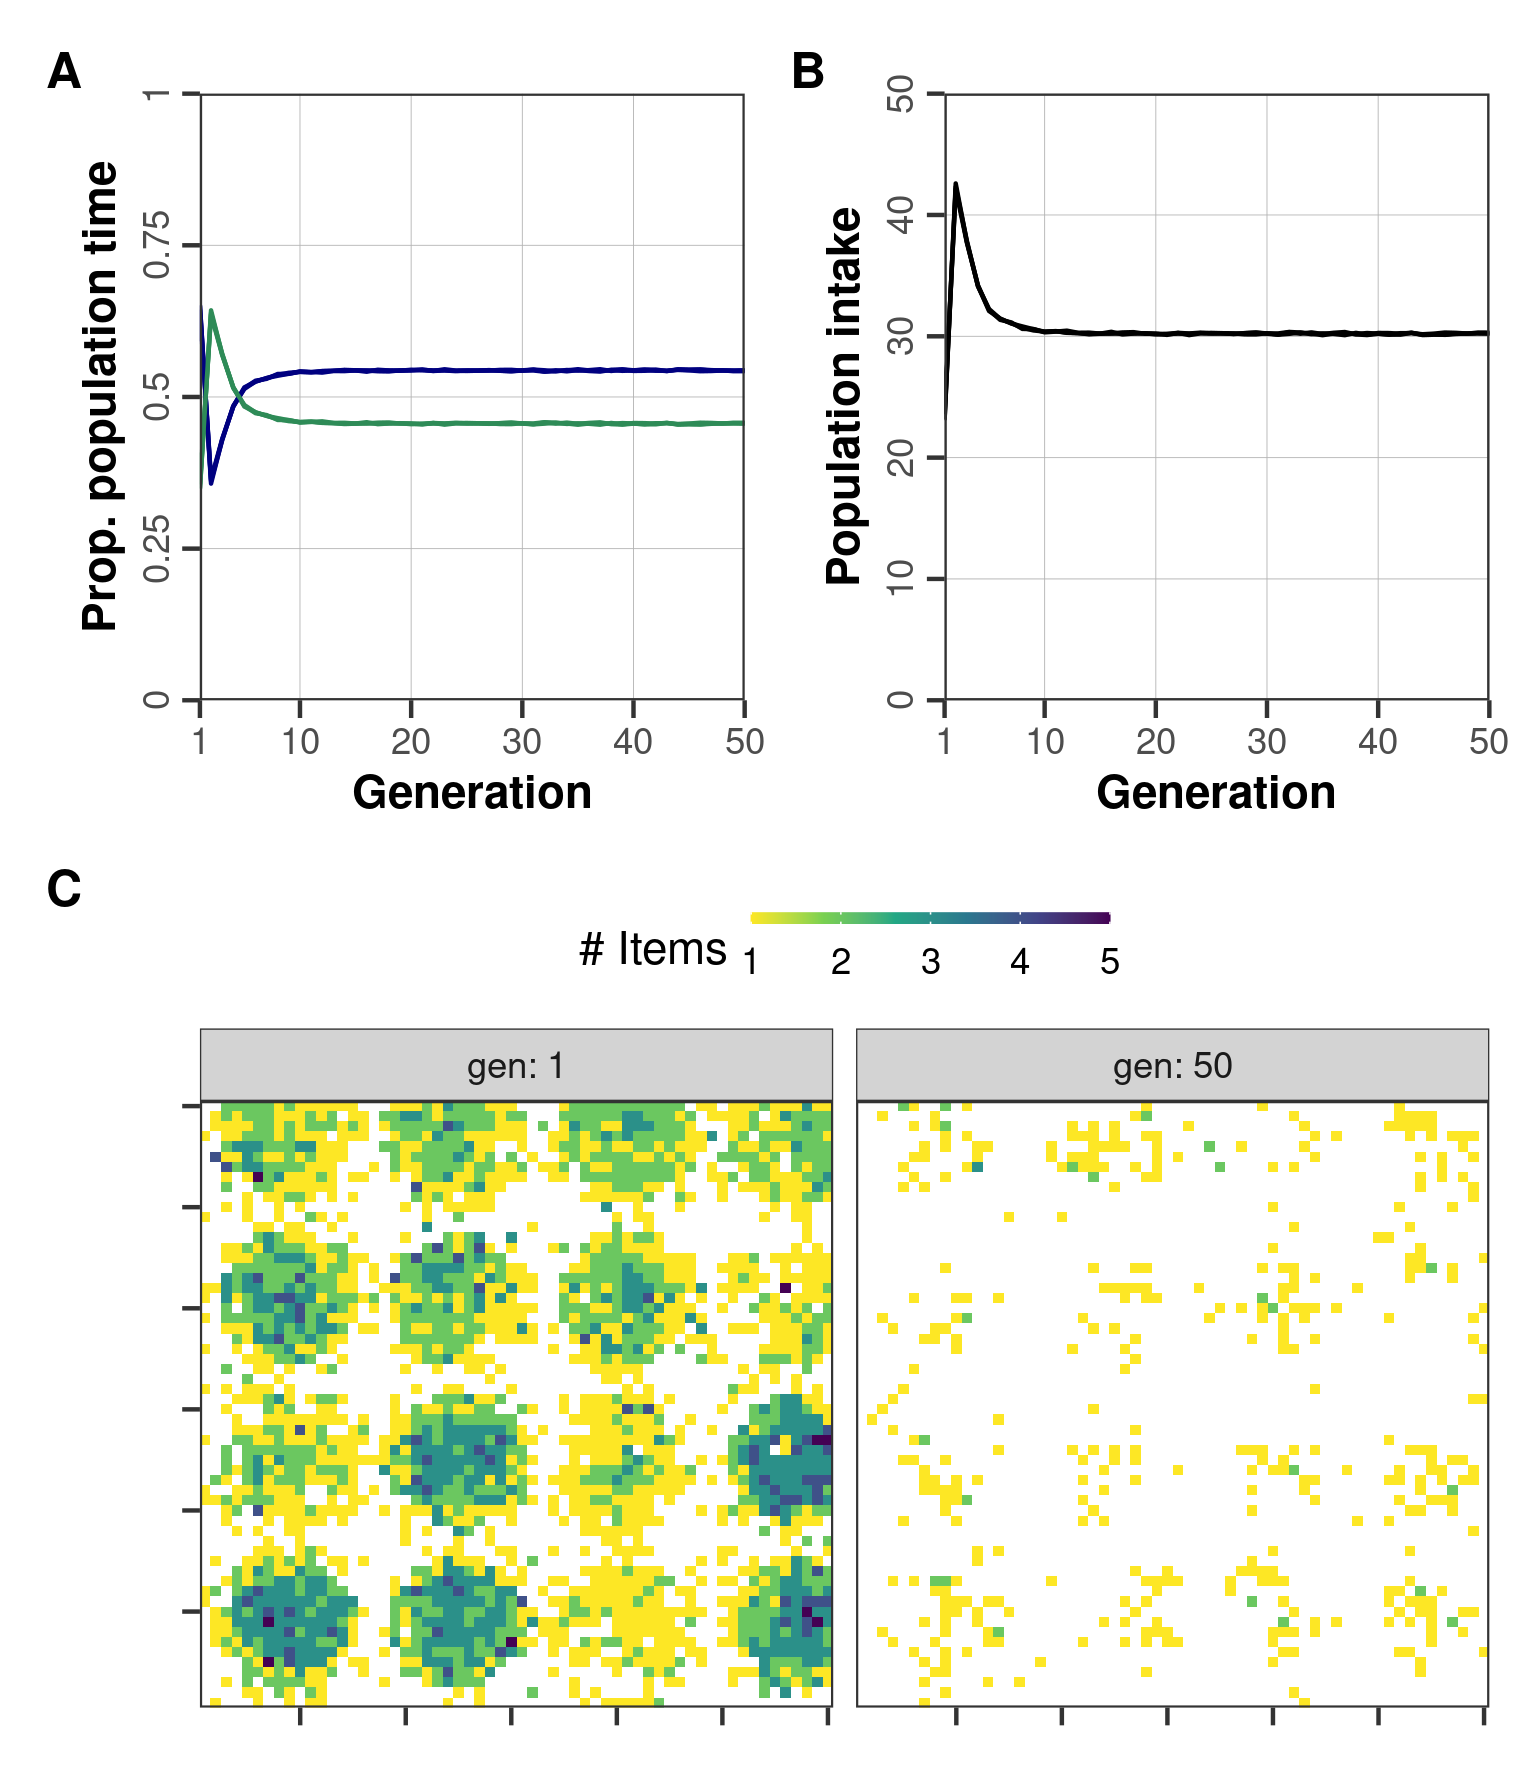 A
B
Prop. population time
1
0.75
0.5
0.25
0
1 10 20 30 40 50
Generation
Population intake
50
40
30
20
10
0
1 10 20 30 40 50
Generation
C
# Items
1 2 3 4 5
gen: 1
gen: 50